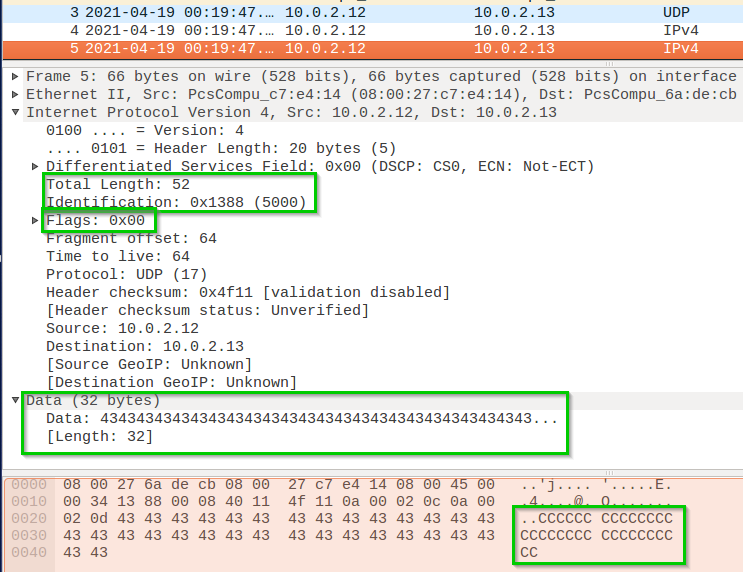 3 2021-04-19 00:19:47.… 10.0.2.12 10.0.2.13 UDP
4 2021-04-19 00:19:47.… 10.0.2.12 10.0.2.13 IPv4
5 2021-04-19 00:19:47.… 10.0.2.12 10.0.2.13 IPv4
Frame 5: 66 bytes on wire (528 bits), 66 bytes captured (528 bits) on interface
Ethernet II, Src: PcsCompu_c7:e4:14 (08:00:27:c7:e4:14), Dst: PcsCompu_6a:de:cb
Internet Protocol Version 4, Src: 10.0.2.12, Dst: 10.0.2.13
0100 .... = Version: 4
.... 0101 = Header Length: 20 bytes (5)
Differentiated Services Field: 0x00 (DSCP: CS0, ECN: Not-ECT)
Total Length: 52
Identification: 0x1388 (5000)
Flags: 0x00
Fragment offset: 64
Time to live: 64
Protocol: UDP (17)
Header checksum: 0x4f11 [validation disabled]
[Header checksum status: Unverified]
Source: 10.0.2.12
Destination: 10.0.2.13
[Source GeoIP: Unknown]
[Destination GeoIP: Unknown]
Data (32 bytes)
Data: 434343434343434343434343434343434343434343434343...
[Length: 32]
0000 08 00 27 6a de cb 08 00 27 c7 e4 14 08 00 45 00 ..'j.... '.....E.
0010 00 34 13 88 00 08 40 11 4f 11 0a 00 02 0c 0a 00 .4....@. O.......
0020 02 0d 43 43 43 43 43 43 43 43 43 43 43 43 43 43 ..CCCCCC CCCCCCCC
0030 43 43 43 43 43 43 43 43 43 43 43 43 43 43 43 43 CCCCCCCC CCCCCCCC
0040 43 43 CC